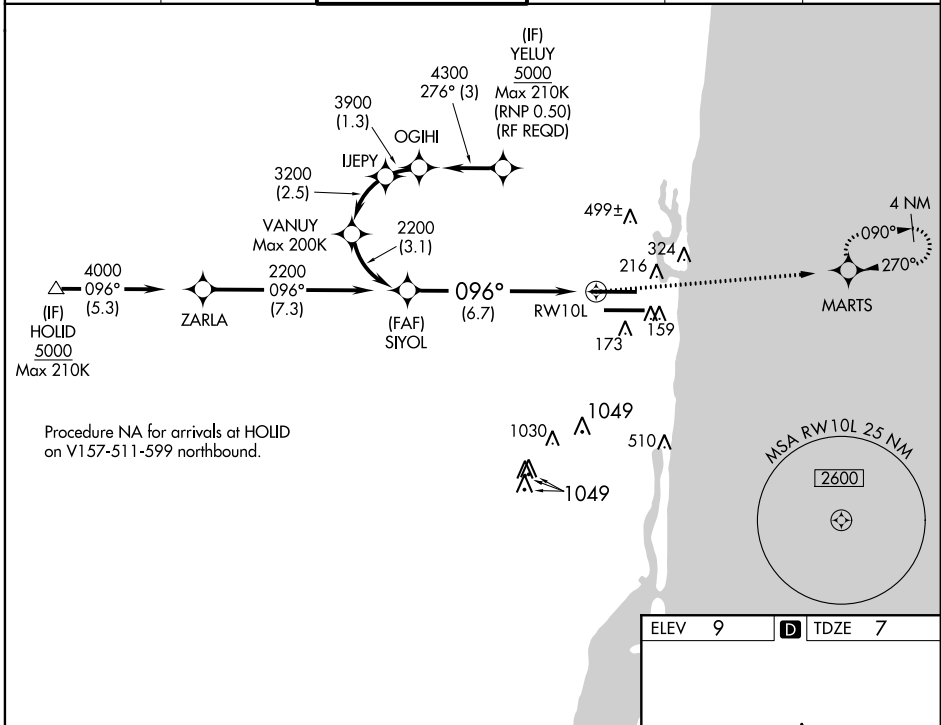 (IF)
YELUY
5000
Max 210K
(RNP 0.50)
(RF REQD)
4300
276° (3)
3900
(1.3)
OGIHI
IJEPY
3200
(2.5)
VANUY
Max 200K
2200
(3.1)
499±
4 NM
090°
270°
324
216
MARTS
4000
096°
(5.3)
2200
096°
(7.3)
096°
(6.7)
RW10L
(IF)
HOLID
5000
Max 210K
ZARLA
(FAF)
SIYOL
159
173
Procedure NA for arrivals at HOLID
on V157-511-599 northbound.
1030
1049
510
1049
MSA RW10L 25 NM
2600
ELEV 9 D TDZE 7